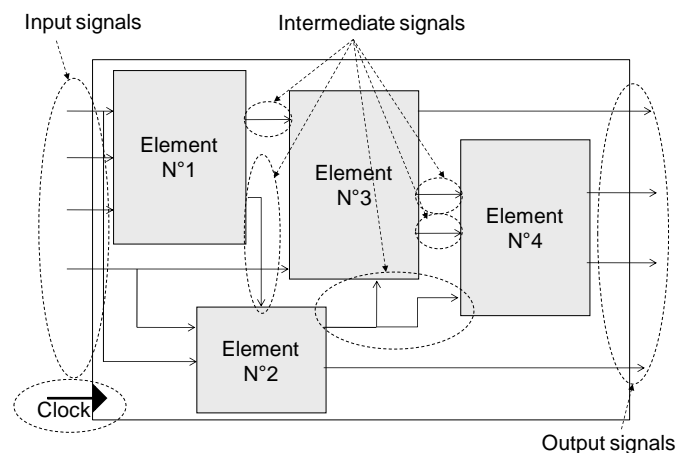 Input signals
Intermediate signals
Element
N°1
Element
N°3
Element
N°4
Element
N°2
Clock
Output signals